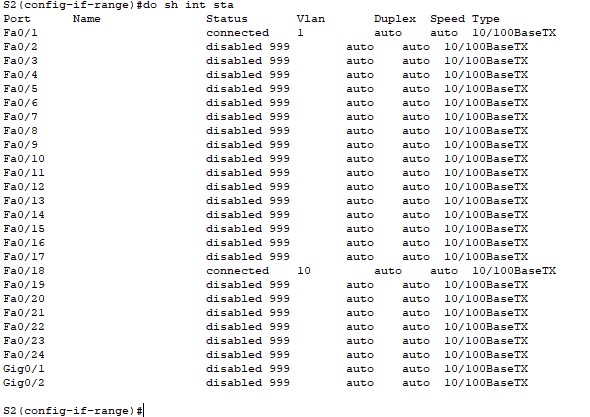 S2(config-if-range)#do sh int sta
Port      Name               Status       Vlan       Duplex  Speed Type
Fa0/1                        connected    1          auto    auto  10/100BaseTX
Fa0/2                        disabled 999        auto    auto  10/100BaseTX
Fa0/3                        disabled 999        auto    auto  10/100BaseTX
Fa0/4                        disabled 999        auto    auto  10/100BaseTX
Fa0/5                        disabled 999        auto    auto  10/100BaseTX
Fa0/6                        disabled 999        auto    auto  10/100BaseTX
Fa0/7                        disabled 999        auto    auto  10/100BaseTX
Fa0/8                        disabled 999        auto    auto  10/100BaseTX
Fa0/9                        disabled 999        auto    auto  10/100BaseTX
Fa0/10                       disabled 999        auto    auto  10/100BaseTX
Fa0/11                       disabled 999        auto    auto  10/100BaseTX
Fa0/12                       disabled 999        auto    auto  10/100BaseTX
Fa0/13                       disabled 999        auto    auto  10/100BaseTX
Fa0/14                       disabled 999        auto    auto  10/100BaseTX
Fa0/15                       disabled 999        auto    auto  10/100BaseTX
Fa0/16                       disabled 999        auto    auto  10/100BaseTX
Fa0/17                       disabled 999        auto    auto  10/100BaseTX
Fa0/18                       connected    10         auto    auto  10/100BaseTX
Fa0/19                       disabled 999        auto    auto  10/100BaseTX
Fa0/20                       disabled 999        auto    auto  10/100BaseTX
Fa0/21                       disabled 999        auto    auto  10/100BaseTX
Fa0/22                       disabled 999        auto    auto  10/100BaseTX
Fa0/23                       disabled 999        auto    auto  10/100BaseTX
Fa0/24                       disabled 999        auto    auto  10/100BaseTX
Gig0/1                       disabled 999        auto    auto  10/100BaseTX
Gig0/2                       disabled 999        auto    auto  10/100BaseTX
S2(config-if-range)#